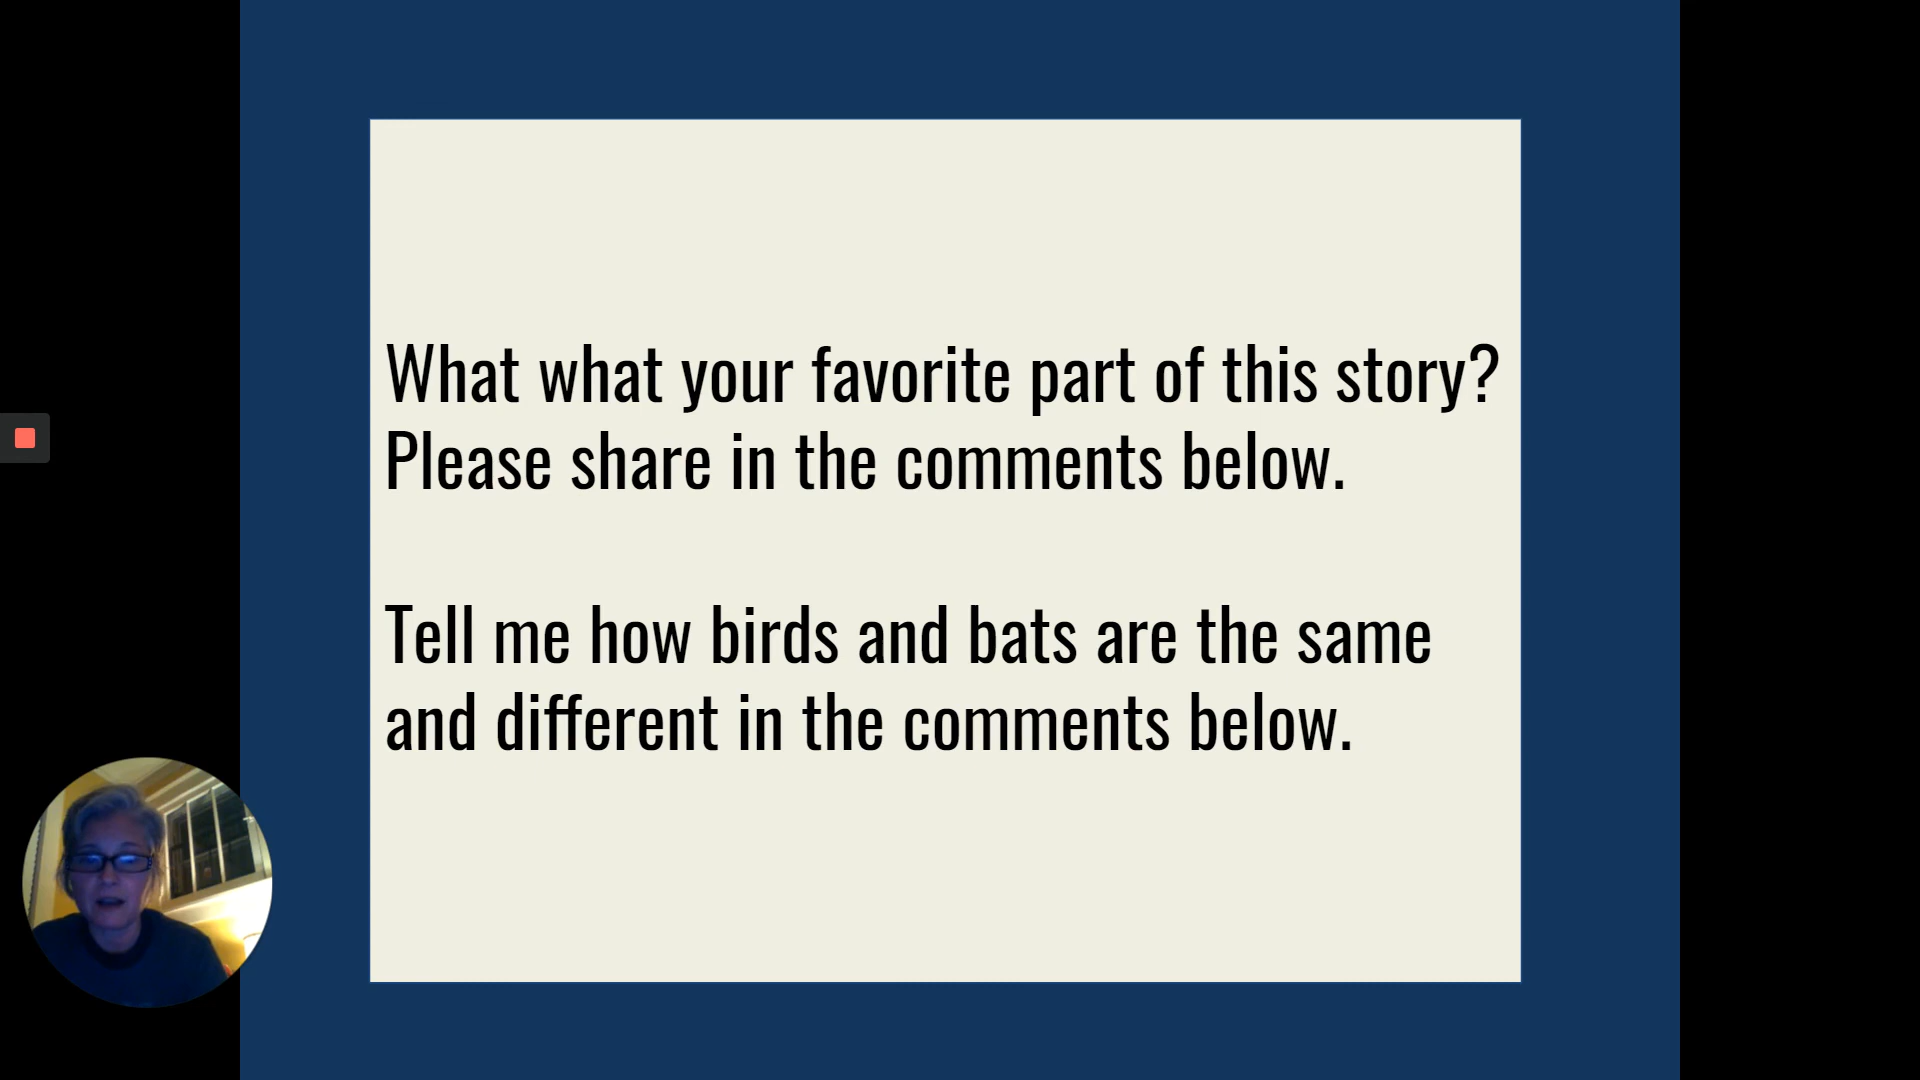 What what your favorite part of this story?
Please share in the comments below.
Tell me how birds and bats are the same
and different in the comments below.